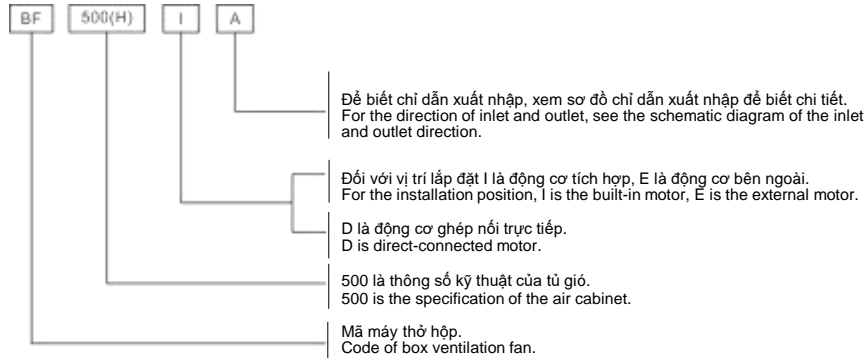 BF 500(H) I A
Để biết chỉ dẫn xuất nhập, xem sơ đồ chỉ dẫn xuất nhập để biết chi tiết.
For the direction of inlet and outlet, see the schematic diagram of the inlet
and outlet direction.
Đối với vị trí lắp đặt I là động cơ tích hợp, E là động cơ bên ngoài.
For the installation position, I is the built-in motor, E is the external motor.
D là động cơ ghép nối trực tiếp.
D is direct-connected motor.
500 là thông số kỹ thuật của tủ gió.
500 is the specification of the air cabinet.
Mã máy thở hộp.
Code of box ventilation fan.